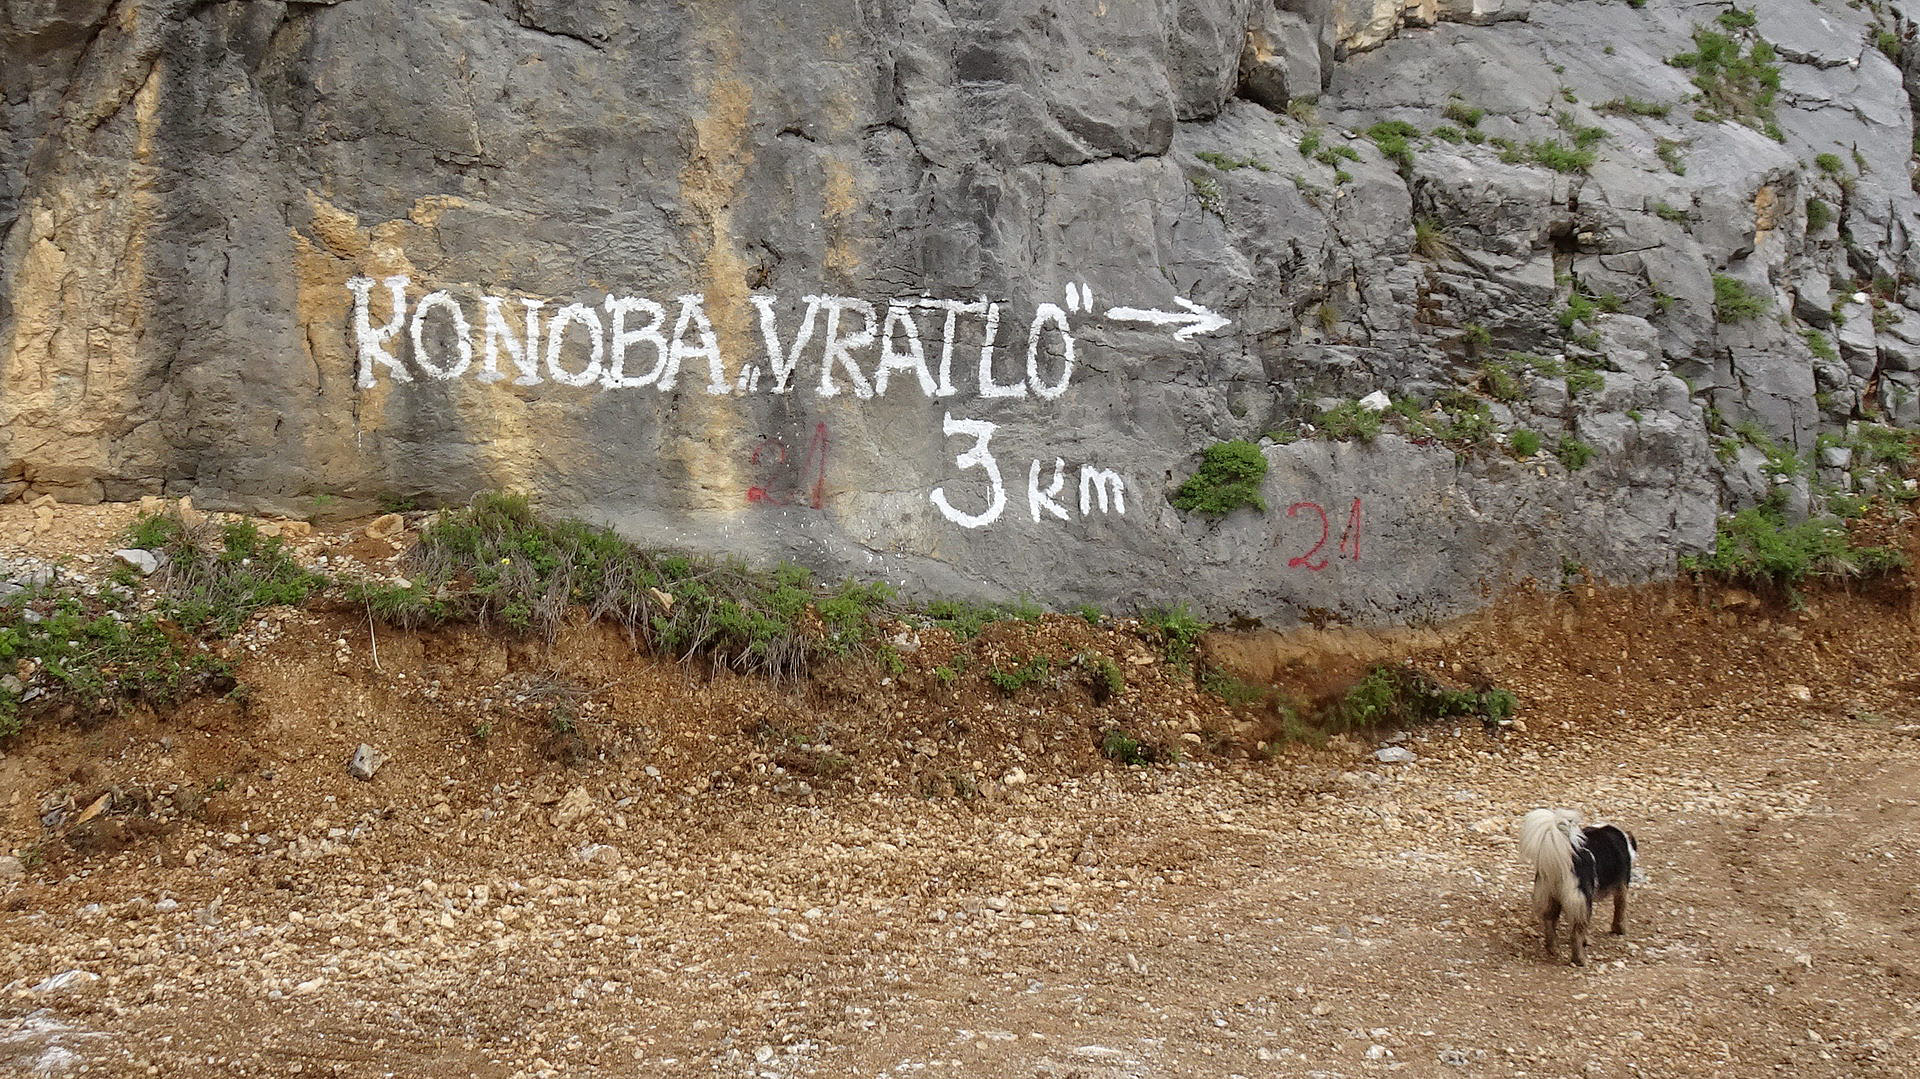 KONOBA „VRATLO" →
3 km
21
21